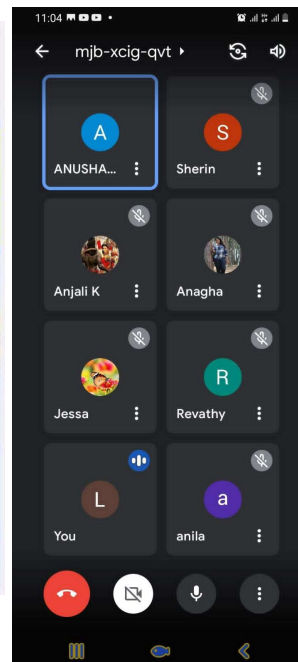 11:04
mjb-xcig-qvt
A
S
ANUSHA...
Sherin
Anjali K
Anagha
R
Jessa
Revathy
L
a
You
anila